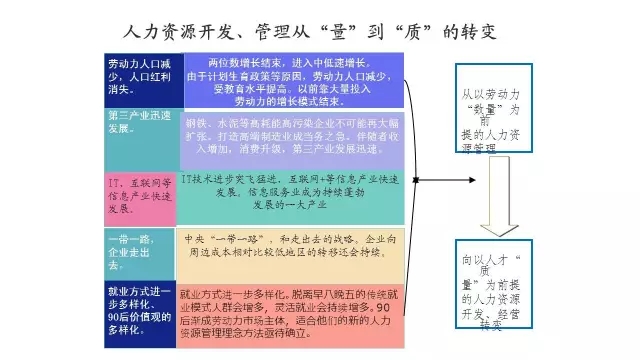 人力资源开发、管理从“量”到“质”的转变
劳动力人口减
少，人口红利
消失。
两位数增长结束，进入中低速增长。
由于计划生育政策等原因，劳动力人口减少，
受教育水平提高。以前靠大量投入
劳动力的增长模式结束。
第三产业迅速
发展。
钢铁、水泥等高耗能高污染企业不可能再大幅
扩张。打造高端制造业成当务之急。伴随者收
入增加，消费升级，第三产业发展迅速。
IT、互联网等
信息产业快速
发展。
IT技术进步突飞猛进，互联网+等信息产业快速
发展。信息服务业成为持续蓬勃
发展的一大产业
一带一路，
企业走出
去。
中央“一带一路”，和走出去的战略。企业向
周边成本相对比较低地区的转移还会持续。
就业方式进一
步多样化、
90后价值观的
多样化。
就业方式进一步多样化。脱离早八晚五的传统就
业模式人群会增多，灵活就业会持续增多。90
后渐成劳动力市场主体，适合他们的新的人力
资源管理理念方法亟待确立。
从以劳动力
“数量”为
前
提的人力资
源管理
向以人才“
质
量”为前提
的人力资源
开发、经营
转变